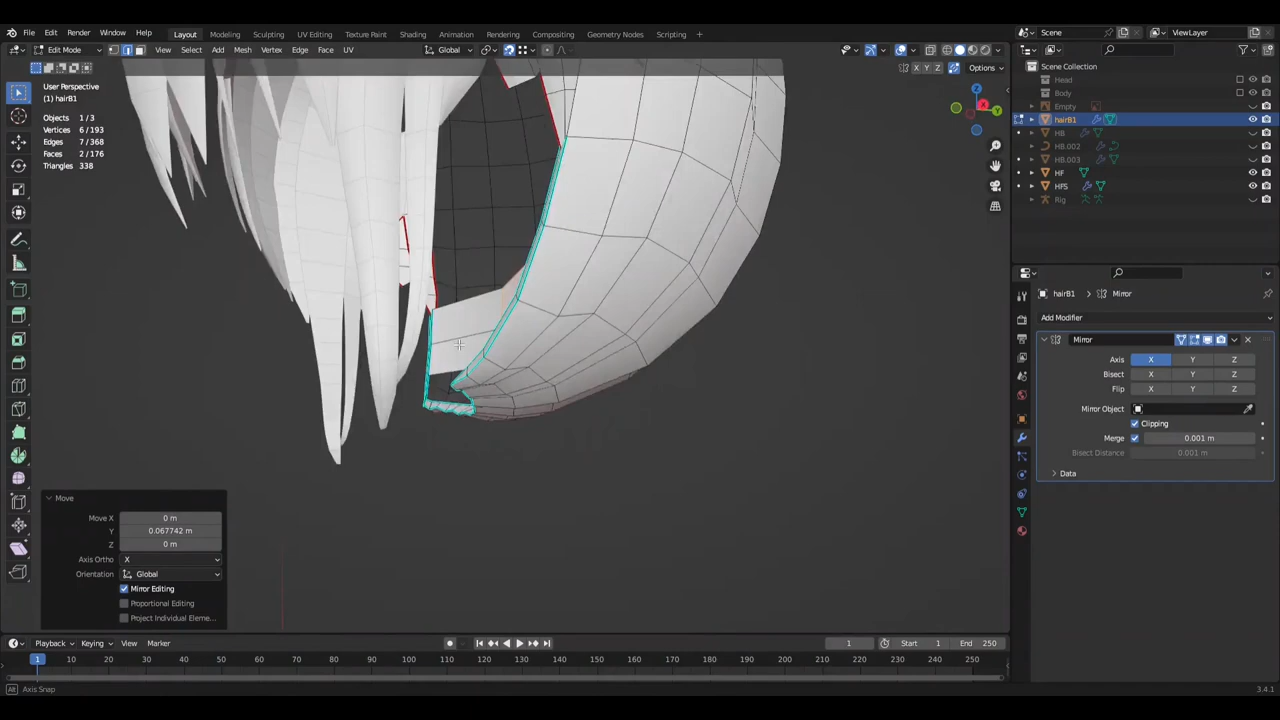 File Edit Render Window Help Layout Modeling Sculpting UV Editing Texture Paint Shading Animation Rendering Compositing Geometry Nodes Scripting + Scene ViewLayer
Edit Mode View Select Add Mesh Vertex Edge Face UV Global
X Y Z Options
User Perspective
(1) hairB1
Objects 1/3
Vertices 6/193
Edges 7/368
Faces 2/176
Triangles 338
Z
X
Y
Scene Collection
Head
Body
Empty
hairB1
HB
HB.002
HB.003
HF
HFS
Rig
hairB1 Mirror
Add Modifier
Mirror
Axis X Y Z
Bisect X Y Z
Flip X Y Z
Mirror Object
Clipping
Merge 0.001 m
Bisect Distance 0.001 m
Data
Move
Move X 0 m
Y 0.067742 m
Z 0 m
Axis Ortho X
Orientation Global
Mirror Editing
Proportional Editing
Project Individual Eleme...
Playback Keying View Marker 1 Start 1 End 250
1 10 20 30 40 50 60 70 80 90 100 110 120 130 140 150 160 170 180 190 200 210 220 230 240 250
Alt Axis Snap 3.4.1